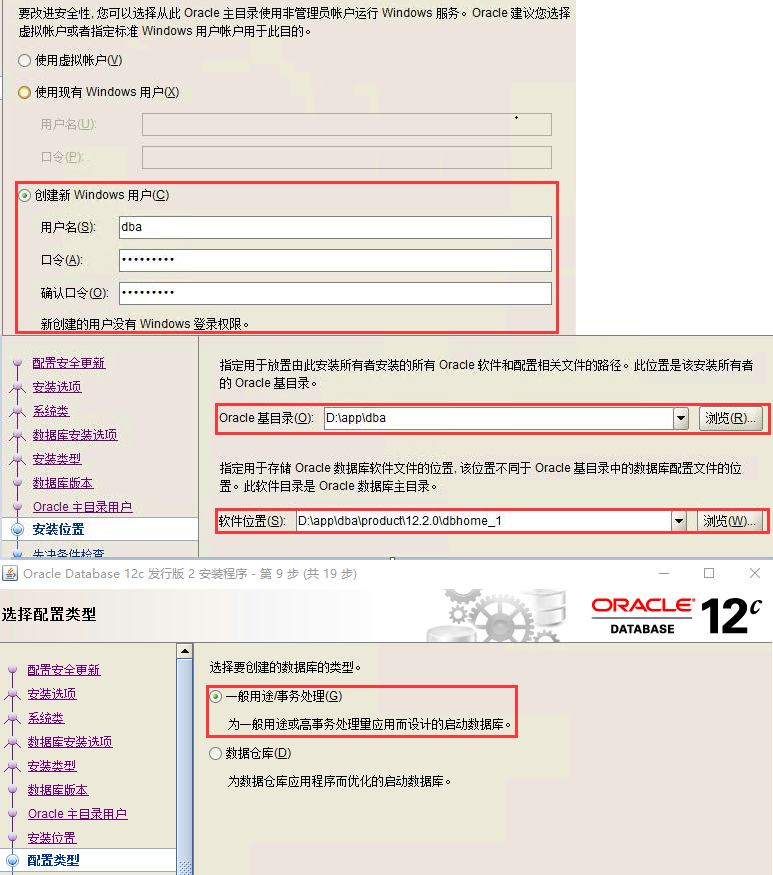 要改进安全性, 您可以选择从此 Oracle 主目录使用非管理员帐户运行 Windows 服务。Oracle 建议您选择
虚拟帐户或者指定标准 Windows 用户帐户用于此目的。
使用虚拟帐户(V)
使用现有 Windows 用户(X)
用户名(U):
口令(P):
创建新 Windows 用户(C)
用户名(S): dba
口令(A): •••••••••
确认口令(O): •••••••••
新创建的用户没有 Windows 登录权限。
配置安全更新
安装选项
系统类
数据库安装选项
安装类型
数据库版本
Oracle 主目录用户
安装位置
先决条件检查
指定用于放置由此安装所有者安装的所有 Oracle 软件和配置相关文件的路径。此位置是该安装所有者
的 Oracle 基目录。
Oracle 基目录(O): D:\app\dba 浏览(R)...
指定用于存储 Oracle 数据库软件文件的位置, 该位置不同于 Oracle 基目录中的数据库配置文件的位
置。此软件目录是 Oracle 数据库主目录。
软件位置(S): D:\app\dba\product\12.2.0\dbhome_1 浏览(W)...
Oracle Database 12c 发行版 2 安装程序 - 第 9 步 (共 19 步)
选择配置类型
ORACLE 12c
DATABASE
配置安全更新
安装选项
系统类
数据库安装选项
安装类型
数据库版本
Oracle 主目录用户
安装位置
配置类型
选择要创建的数据库的类型。
一般用途/事务处理(G)
为一般用途或高事务处理量应用而设计的启动数据库。
数据仓库(D)
为数据仓库应用程序而优化的启动数据库。